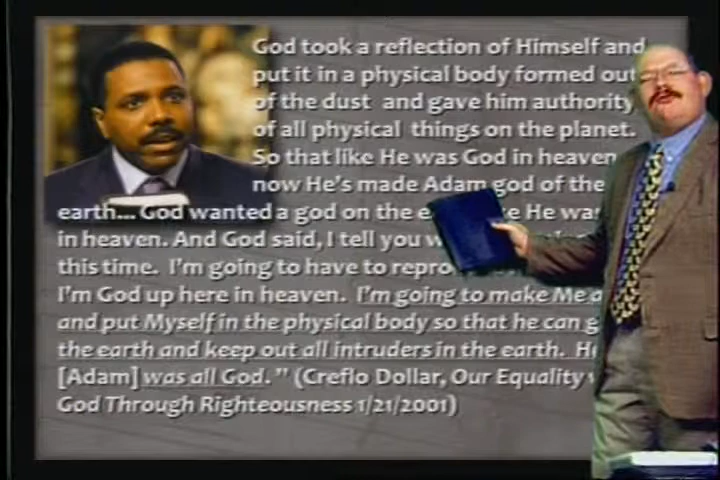 God took a reflection of Himself and
put it in a physical body formed out
of the dust and gave him authority
of all physical things on the planet.
So that like He was God in heaven
now He's made Adam god of the
earth... God wanted a god on the He was
in heaven. And God said, I tell you
this time. I'm going to have to
I'm God up here in heaven. I'm going to make Me
and put Myself in the physical body so that he can
the earth and keep out all intruders in the earth.
[Adam] was all God." (Creflo Dollar, Our Equality
God Through Righteousness 1/21/2001)